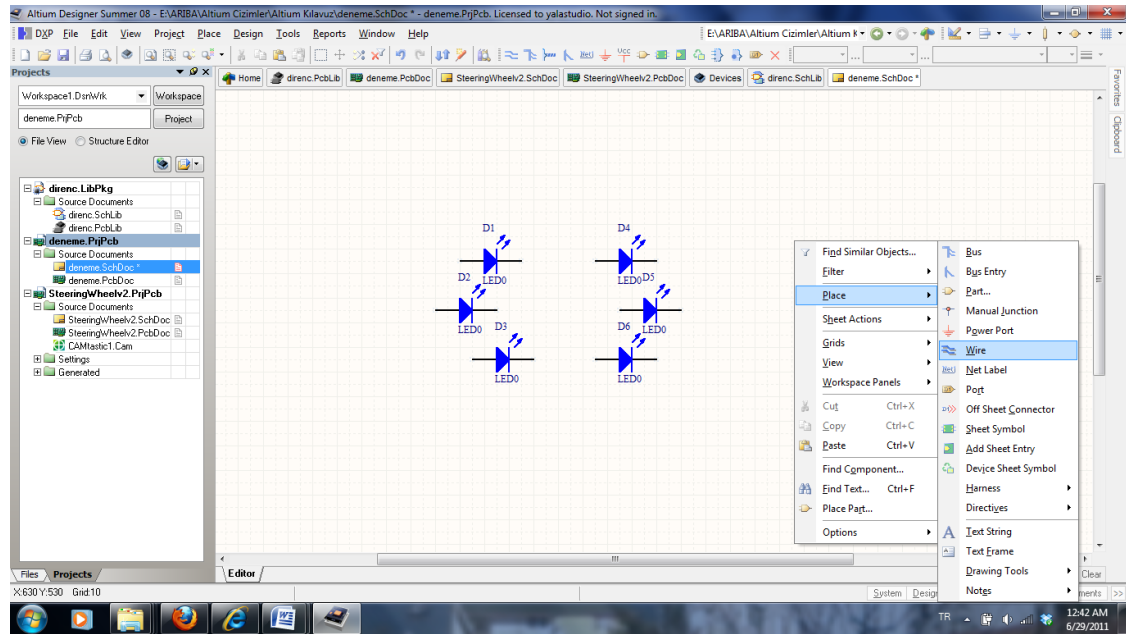 Altium Designer Summer 08 - E:\ARIBA\Altium Cizimler\Altium Kılavuz\deneme.SchDoc * - deneme.PrjPcb. Licensed to yalastudio. Not signed in.
DXP File Edit View Project Place Design Tools Reports Window Help
E:\ARIBA\Altium Cizimler\Altium K
Projects
Home direnc.PcbLib deneme.PcbDoc SteeringWheelv2.SchDoc SteeringWheelv2.PcbDoc Devices direnc.SchLib deneme.SchDoc *
Workspace1.DsnWrk Workspace
deneme.PrjPcb Project
File View Structure Editor
direnc.LibPkg
Source Documents
direnc.SchLib
direnc.PcbLib
deneme.PrjPcb
Source Documents
deneme.SchDoc *
deneme.PcbDoc
SteeringWheelv2.PrjPcb
Source Documents
SteeringWheelv2.SchDoc
SteeringWheelv2.PcbDoc
CAMtastic1.Cam
Settings
Generated
D1 D4
D2 LED0 LED0 D5
LED0 D3 D6 LED0
LED0 LED0
Find Similar Objects...
Filter
Place
Sheet Actions
Grids
View
Workspace Panels
Cut Ctrl+X
Copy Ctrl+C
Paste Ctrl+V
Find Component...
Find Text... Ctrl+F
Place Part...
Options
Bus
Bus Entry
Part...
Manual Junction
Power Port
Wire
Net Label
Port
Off Sheet Connector
Sheet Symbol
Add Sheet Entry
Device Sheet Symbol
Harness
Directives
Text String
Text Frame
Drawing Tools
Notes
Favorites
Clipboard
Files Projects
Editor
Clear
X:630 Y:530 Grid:10
System Design
ments >>
TR
12:42 AM
6/29/2011